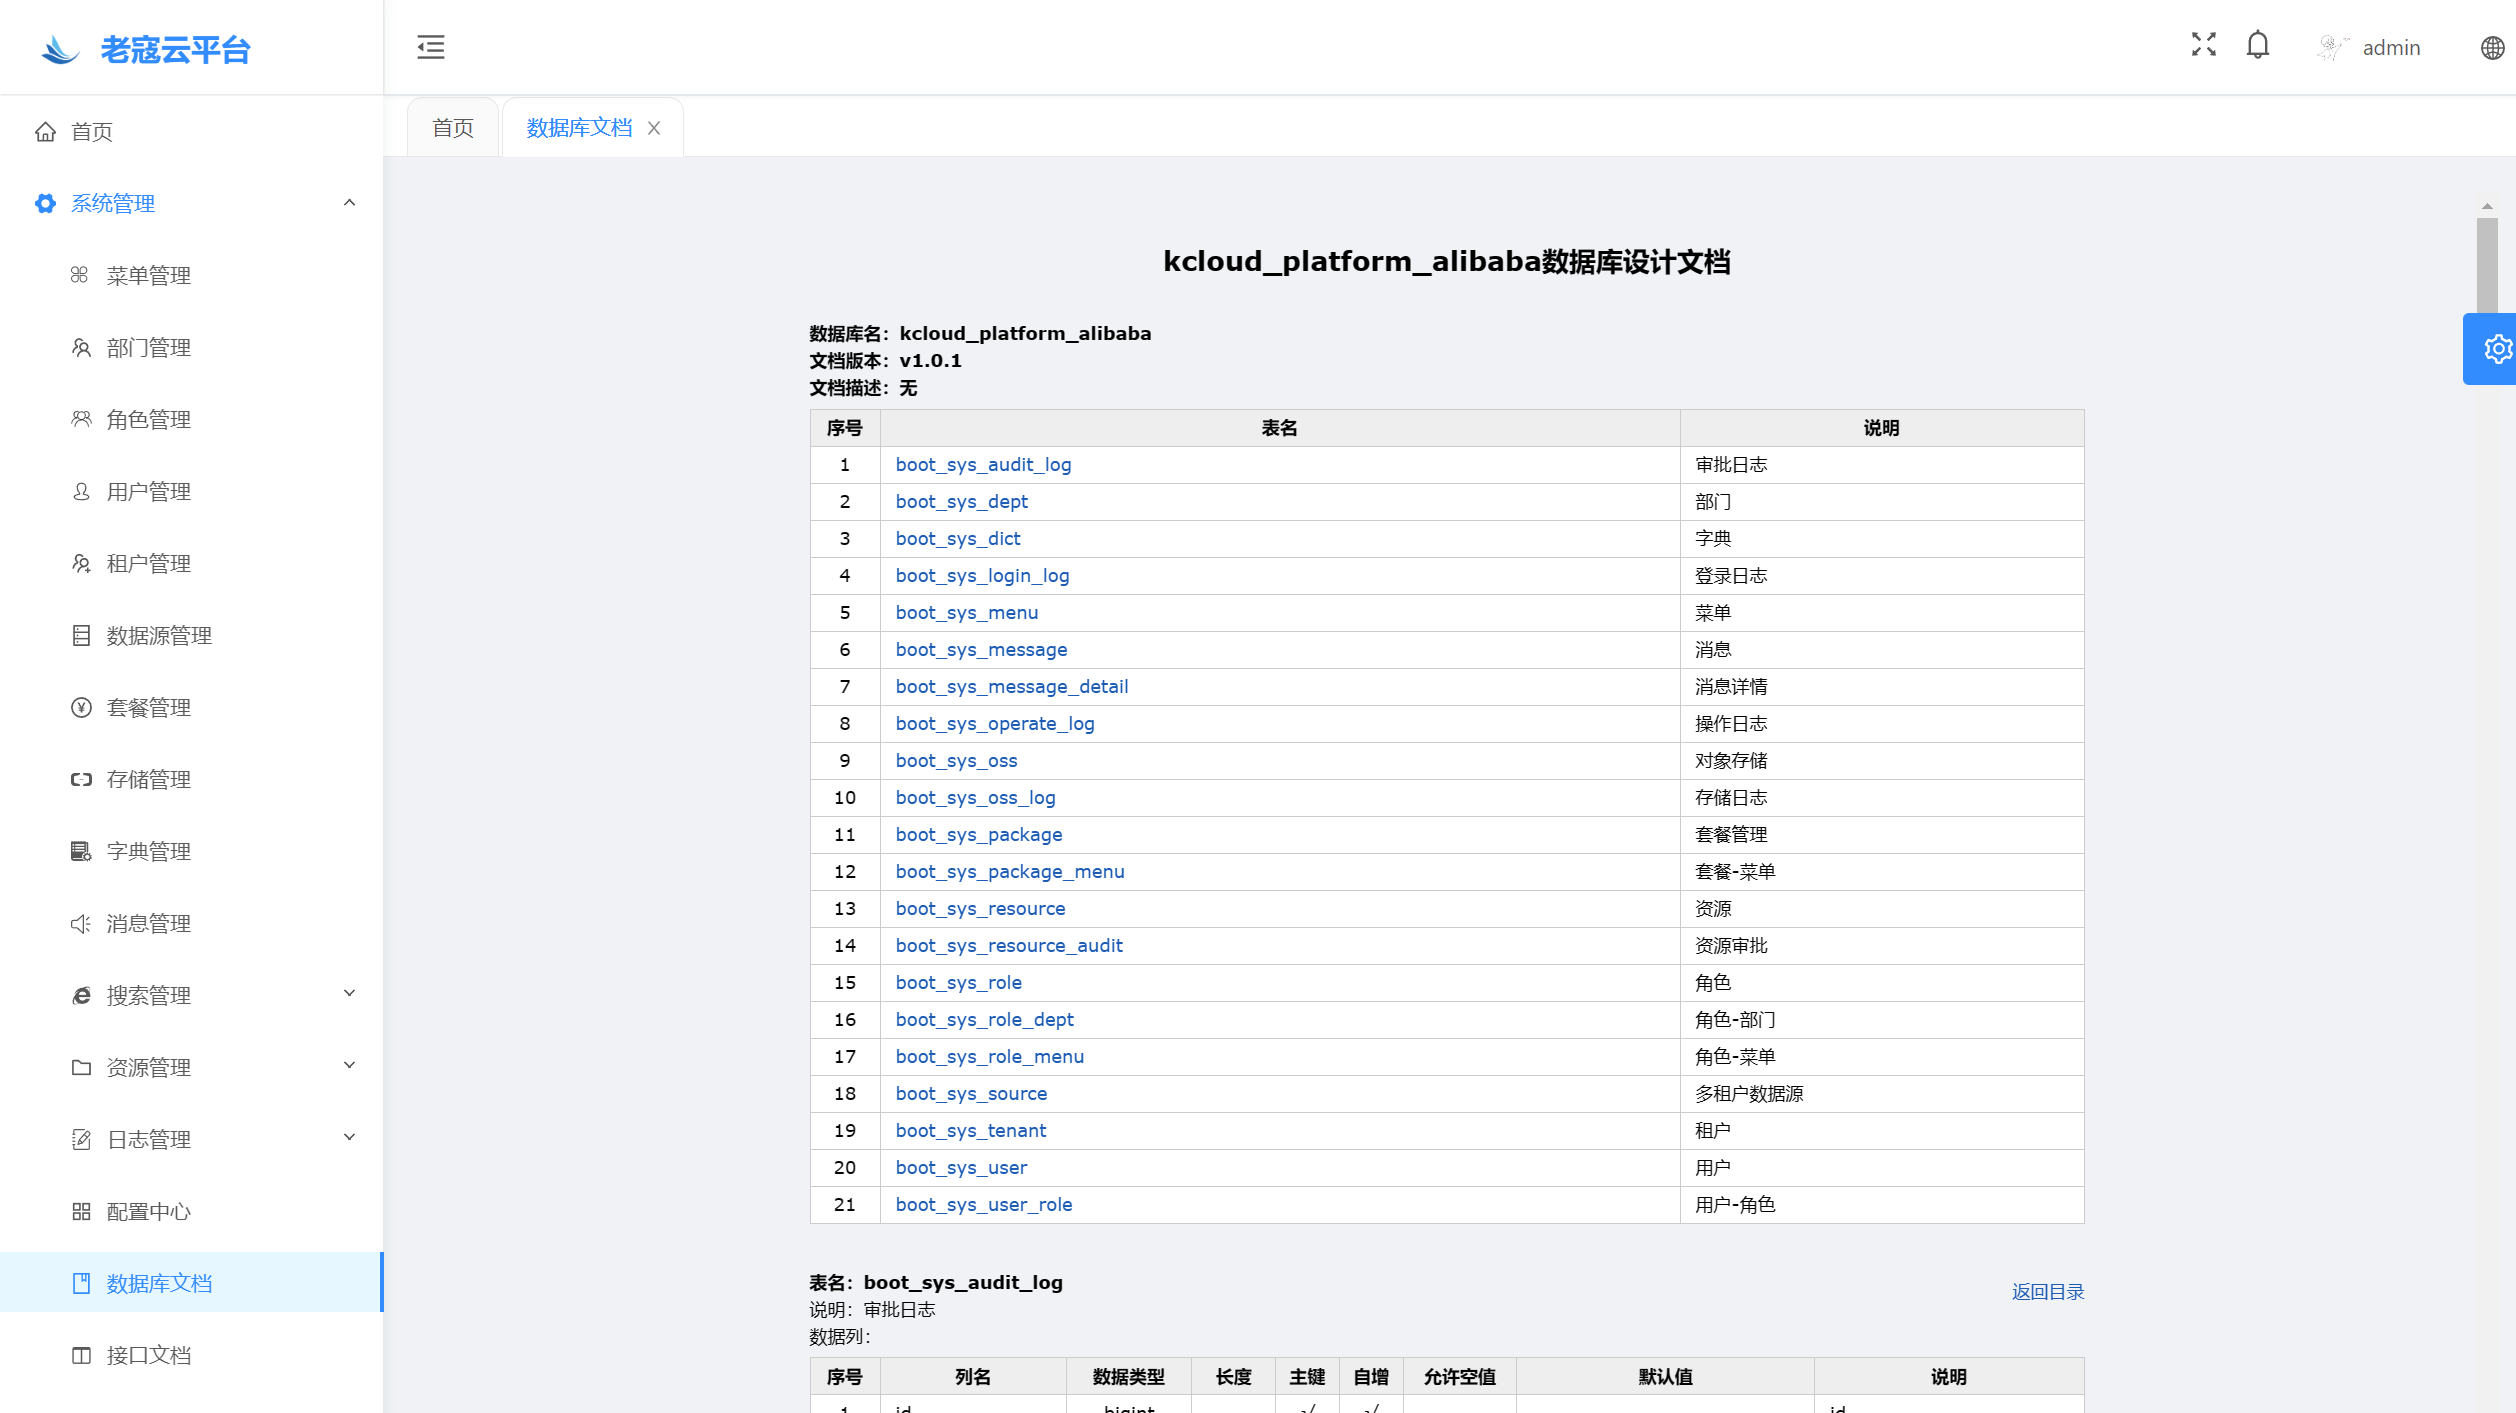 老寇云平台
admin
首页
系统管理
菜单管理
部门管理
角色管理
用户管理
租户管理
数据源管理
套餐管理
存储管理
字典管理
消息管理
搜索管理
资源管理
日志管理
配置中心
数据库文档
接口文档
首页 数据库文档
kcloud_platform_alibaba数据库设计文档
数据库名：kcloud_platform_alibaba
文档版本：v1.0.1
文档描述：无
序号 表名 说明
1 boot_sys_audit_log 审批日志
2 boot_sys_dept 部门
3 boot_sys_dict 字典
4 boot_sys_login_log 登录日志
5 boot_sys_menu 菜单
6 boot_sys_message 消息
7 boot_sys_message_detail 消息详情
8 boot_sys_operate_log 操作日志
9 boot_sys_oss 对象存储
10 boot_sys_oss_log 存储日志
11 boot_sys_package 套餐管理
12 boot_sys_package_menu 套餐-菜单
13 boot_sys_resource 资源
14 boot_sys_resource_audit 资源审批
15 boot_sys_role 角色
16 boot_sys_role_dept 角色-部门
17 boot_sys_role_menu 角色-菜单
18 boot_sys_source 多租户数据源
19 boot_sys_tenant 租户
20 boot_sys_user 用户
21 boot_sys_user_role 用户-角色
表名：boot_sys_audit_log
返回目录
说明：审批日志
数据列：
序号 列名 数据类型 长度 主键 自增 允许空值 默认值 说明
1 id bigint √ √ id